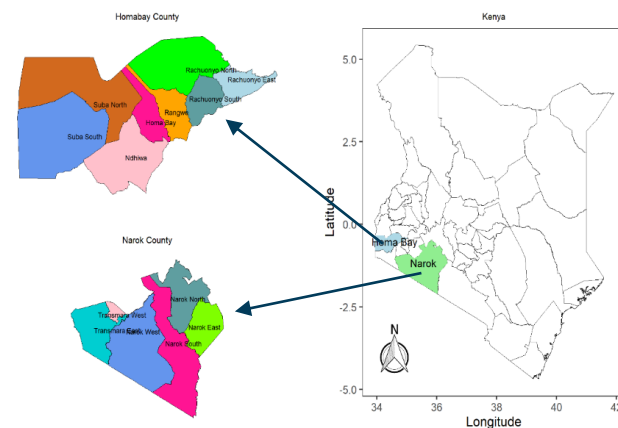 Homabay County
Rachuonyo North
Rachuonyo East
Suba North
Rachuonyo South
Rangwe
Homa Bay
Suba South
Ndhiwa
Narok County
Narok North
Transmara West
Transmara East
Narok West
Narok East
Narok South
Kenya
5.0
2.5
0.0
-2.5
-5.0
Latitude
Homa Bay
Narok
N
34 36 38 40 42
Longitude